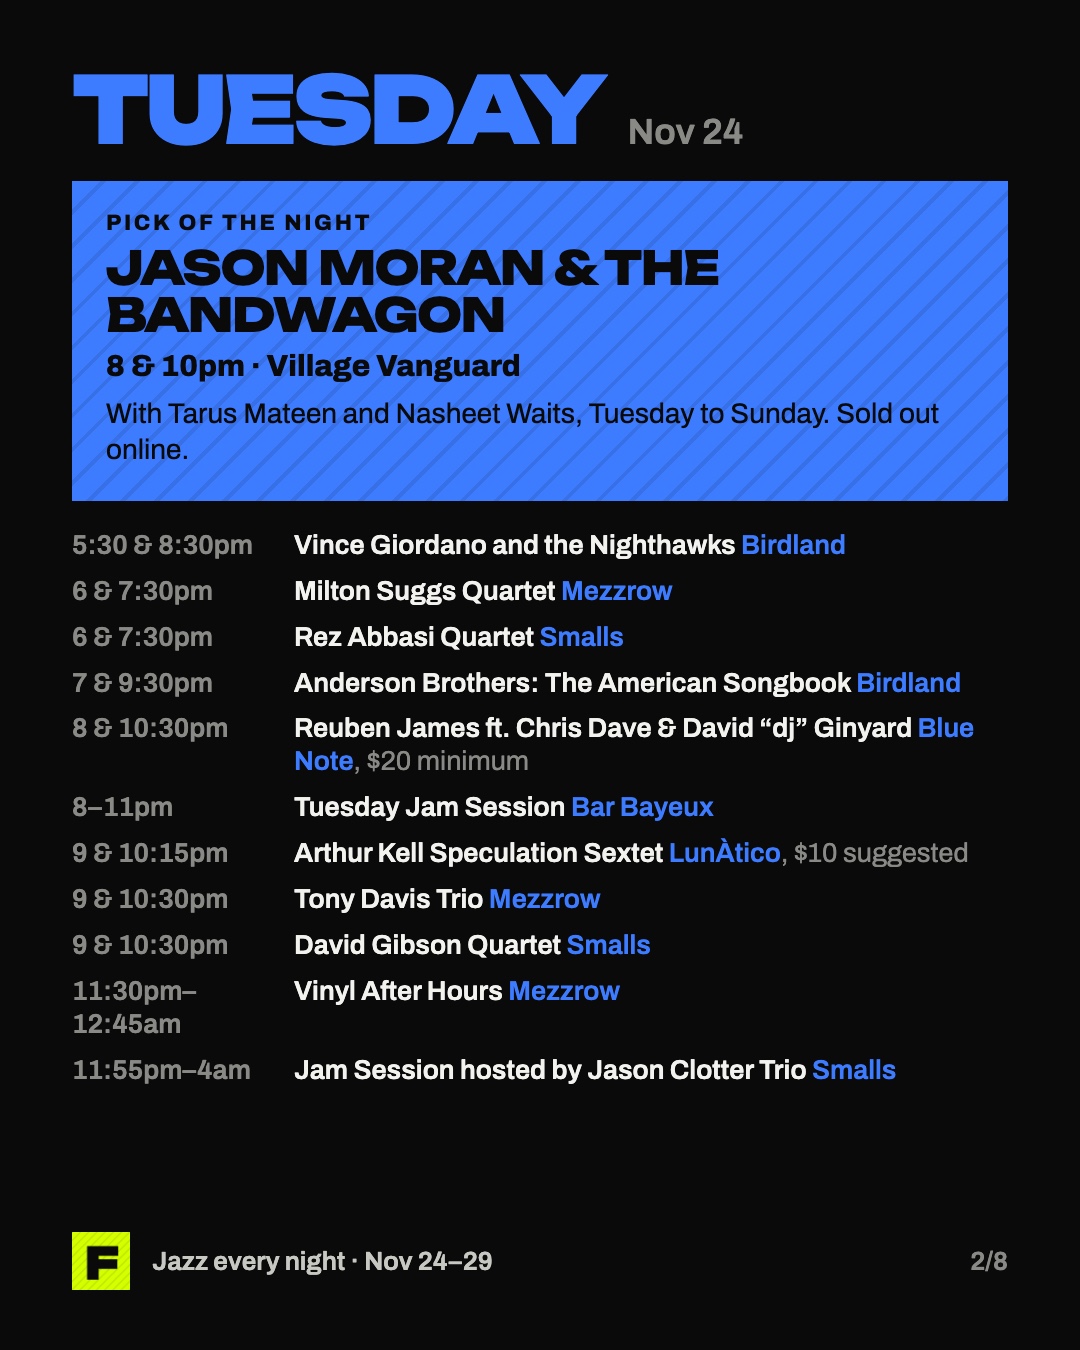 TUESDAY Nov 24
PICK OF THE NIGHT
JASON MORAN & THE
BANDWAGON
8 & 10pm · Village Vanguard
With Tarus Mateen and Nasheet Waits, Tuesday to Sunday. Sold out
online.
5:30 & 8:30pm Vince Giordano and the Nighthawks Birdland
6 & 7:30pm Milton Suggs Quartet Mezzrow
6 & 7:30pm Rez Abbasi Quartet Smalls
7 & 9:30pm Anderson Brothers: The American Songbook Birdland
8 & 10:30pm Reuben James ft. Chris Dave & David “dj” Ginyard Blue
Note, $20 minimum
8–11pm Tuesday Jam Session Bar Bayeux
9 & 10:15pm Arthur Kell Speculation Sextet LunÀtico, $10 suggested
9 & 10:30pm Tony Davis Trio Mezzrow
9 & 10:30pm David Gibson Quartet Smalls
11:30pm– Vinyl After Hours Mezzrow
12:45am
11:55pm–4am Jam Session hosted by Jason Clotter Trio Smalls
F Jazz every night · Nov 24–29 2/8